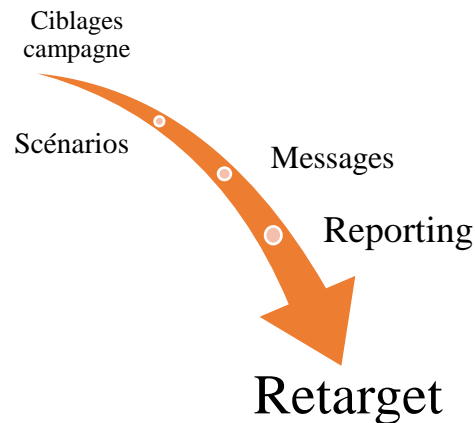 Ciblages
campagne
Scénarios
Messages
Reporting
Retarget